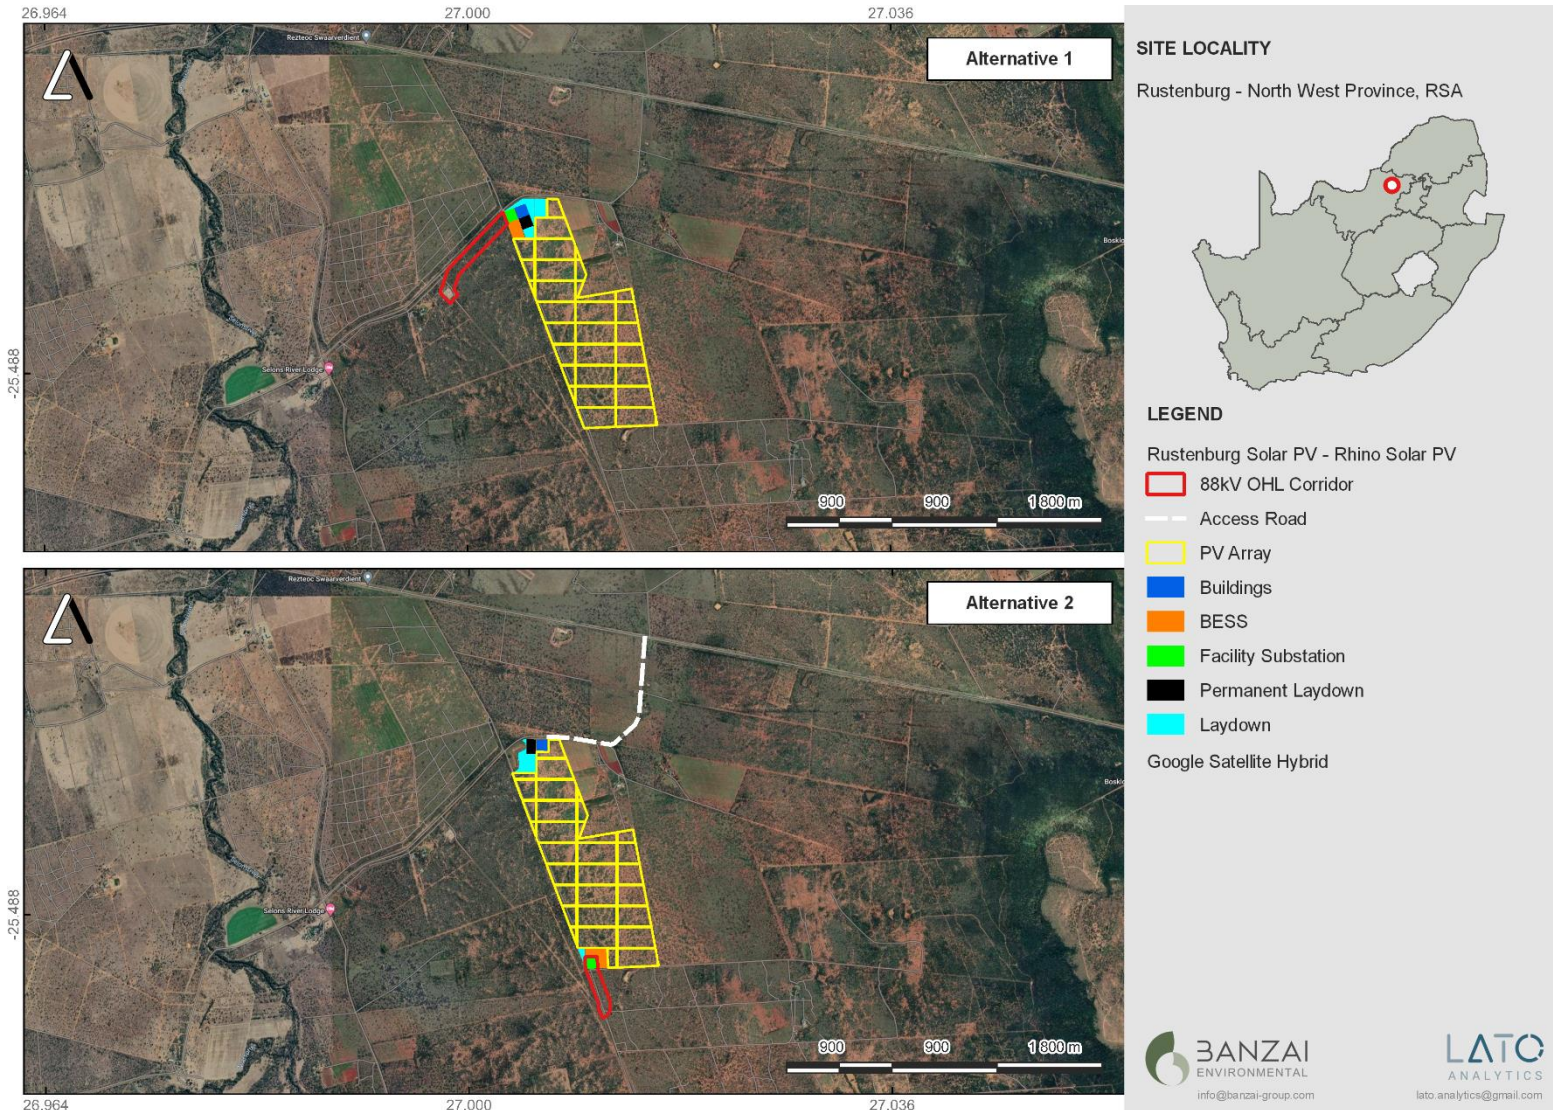 26.964
27.000
27.036
Rezteoc Swaarverdient
Alternative 1
Boskloo
-25.488
Selons River Lodge
900
900
1 800 m
Rezteoc Swaarverdient
Alternative 2
Boskloo
-25.488
Selons River Lodge
900
900
1 800 m
26.964
27.000
27.036
SITE LOCALITY
Rustenburg - North West Province, RSA
LEGEND
Rustenburg Solar PV - Rhino Solar PV
88kV OHL Corridor
Access Road
PV Array
Buildings
BESS
Facility Substation
Permanent Laydown
Laydown
Google Satellite Hybrid
BANZAI
ENVIRONMENTAL
info@banzai-group.com
LATO
ANALYTICS
lato.analytics@gmail.com